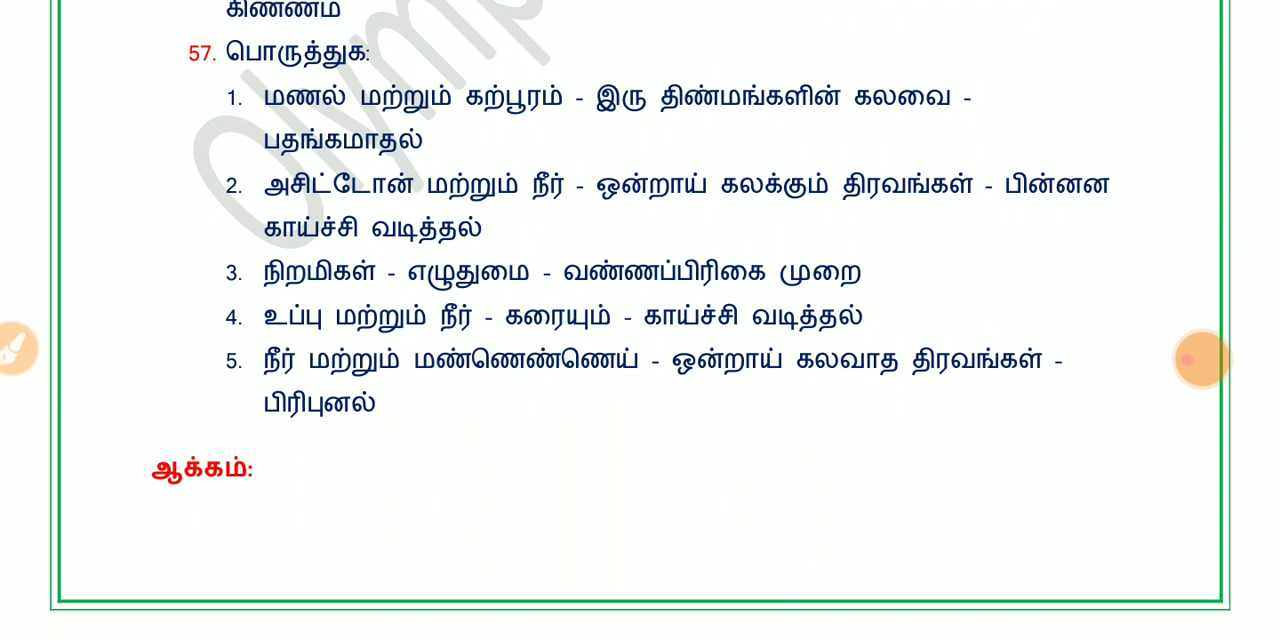 கிண்ணம்
57. பொருத்துக:
1. மணல் மற்றும் கற்பூரம் - இரு திண்மங்களின் கலவை -
பதங்கமாதல்
2. அசிட்டோன் மற்றும் நீர் - ஒன்றாய் கலக்கும் திரவங்கள் - பின்னன
காய்ச்சி வடித்தல்
3. நிறமிகள் - எழுதுமை - வண்ணப்பிரிகை முறை
4. உப்பு மற்றும் நீர் - கரையும் - காய்ச்சி வடித்தல்
5. நீர் மற்றும் மண்ணெண்ணெய் - ஒன்றாய் கலவாத திரவங்கள் -
பிரிபுனல்
ஆக்கம்:
Olymp